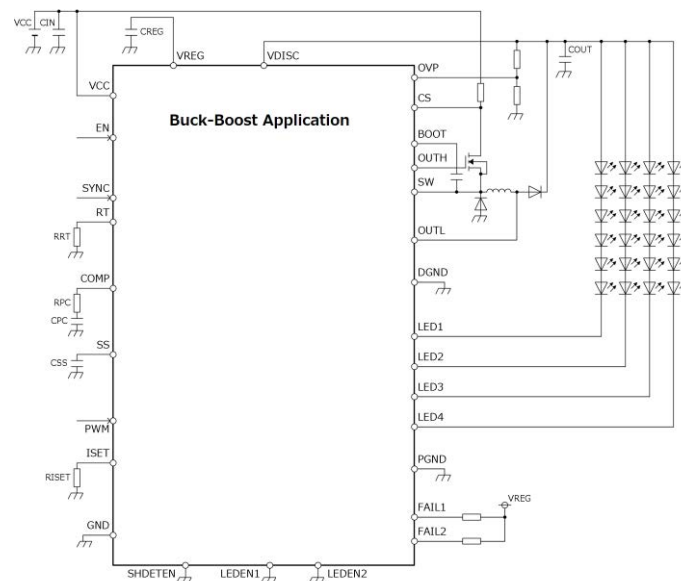 VCC
CIN
CREG
VREG
VDISC
COUT
OVP
VCC
CS
Buck-Boost Application
BOOT
EN
OUTH
SYNC
SW
RT
RRT
OUTL
COMP
DGND
RPC
CPC
SS
LED1
CSS
LED2
LED3
LED4
PWM
ISET
PGND
RISET
VREG
FAIL1
GND
FAIL2
SHDETEN
LEDEN1
LEDEN2